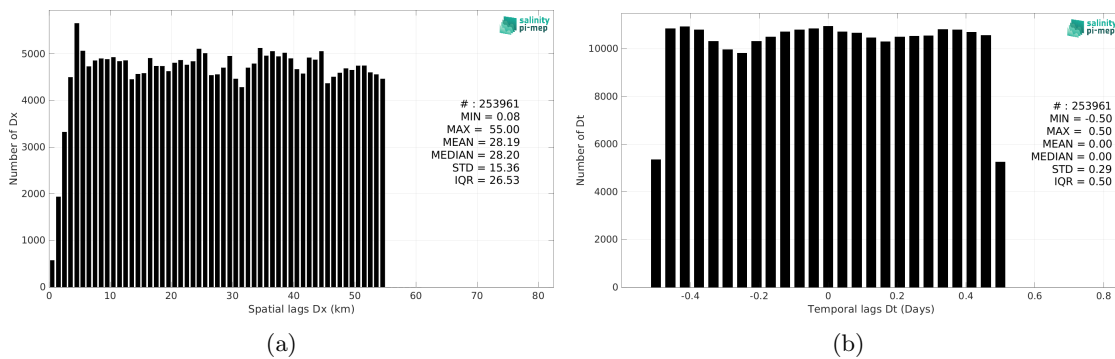 salinity
pi-mep
5000
4000
3000
2000
1000
0
Number of Dx
# : 253961
MIN = 0.08
MAX = 55.00
MEAN = 28.19
MEDIAN = 28.20
STD = 15.36
IQR = 26.53
0 10 20 30 40 50 60 70 80
Spatial lags Dx (km)
(a)
salinity
pi-mep
10000
8000
6000
4000
2000
0
Number of Dt
# : 253961
MIN = -0.50
MAX = 0.50
MEAN = 0.00
MEDIAN = 0.00
STD = 0.29
IQR = 0.50
-0.4 -0.2 0 0.2 0.4 0.6 0.8
Temporal lags Dt (Days)
(b)